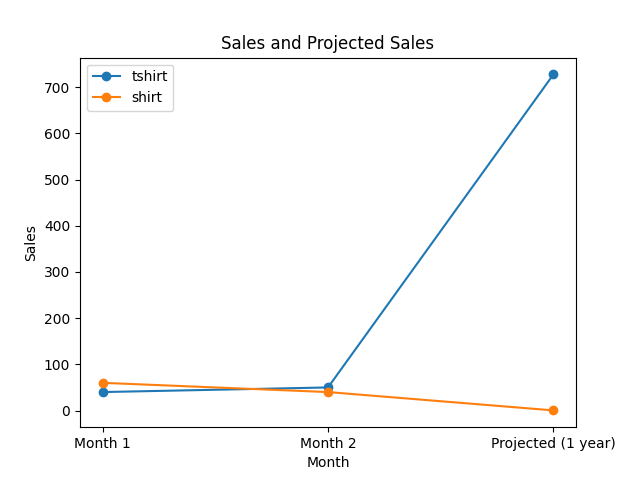 Sales and Projected Sales
tshirt
shirt
Sales
700
600
500
400
300
200
100
0
Month 1
Month 2
Projected (1 year)
Month